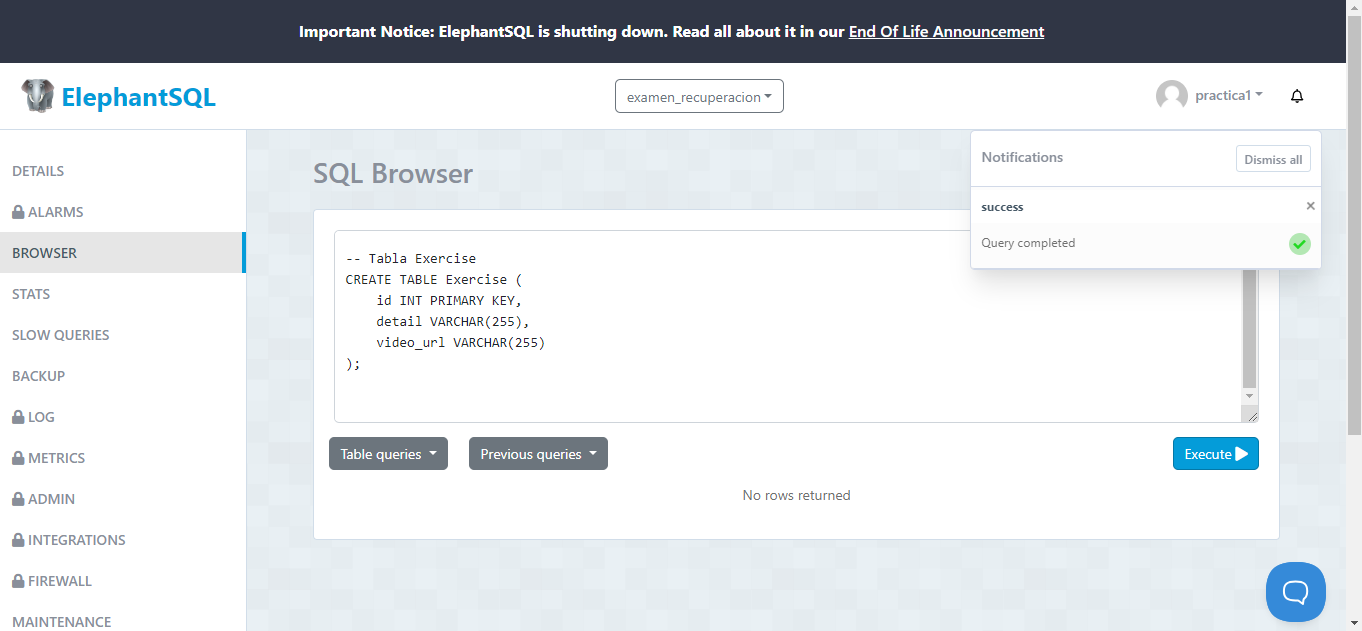 Important Notice: ElephantSQL is shutting down. Read all about it in our End Of Life Announcement
ElephantSQL
examen_recuperacion
practica1
Notifications
Dismiss all
success
×
Query completed
DETAILS
ALARMS
BROWSER
STATS
SLOW QUERIES
BACKUP
LOG
METRICS
ADMIN
INTEGRATIONS
FIREWALL
MAINTENANCE
SQL Browser
-- Tabla Exercise
CREATE TABLE Exercise (
    id INT PRIMARY KEY,
    detail VARCHAR(255),
    video_url VARCHAR(255)
);
Table queries
Previous queries
Execute
No rows returned